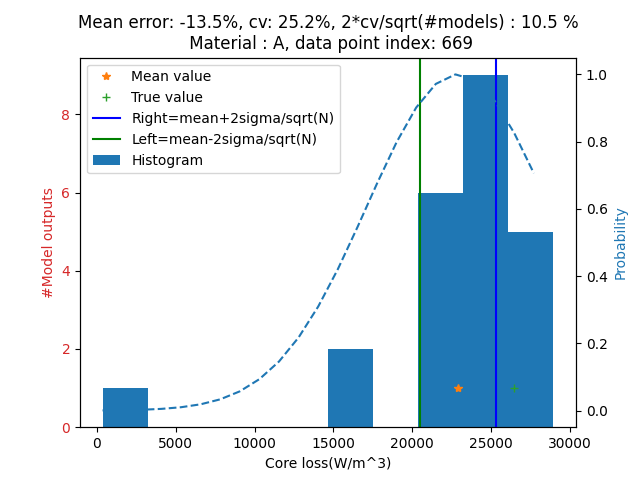 Mean error: -13.5%, cv: 25.2%, 2*cv/sqrt(#models) : 10.5 %
Material : A, data point index: 669
Mean value
True value
Right=mean+2sigma/sqrt(N)
Left=mean-2sigma/sqrt(N)
Histogram
#Model outputs
8
6
4
2
0
1.0
0.8
0.6
0.4
0.2
0.0
Probability
0
5000
10000
15000
20000
25000
30000
Core loss(W/m^3)